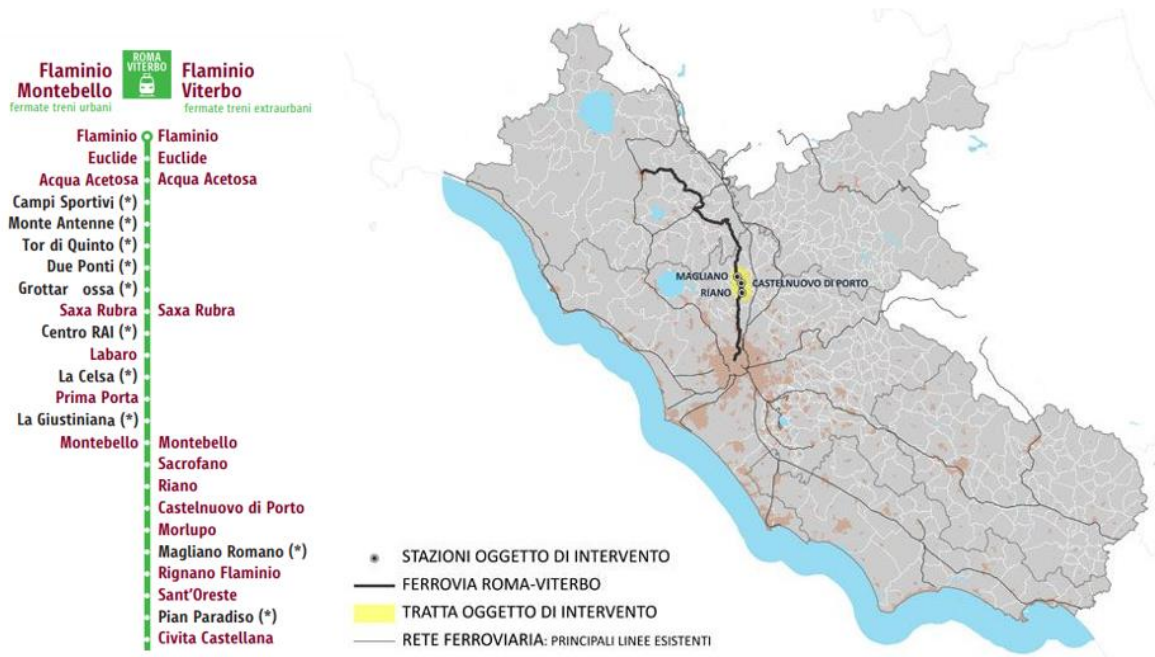 ROMA
VITERBO
Flaminio
Montebello
fermate treni urbani
Flaminio
Viterbo
fermate treni extraurbani
Flaminio Flaminio
Euclide Euclide
Acqua Acetosa Acqua Acetosa
Campi Sportivi (*)
Monte Antenne (*)
Tor di Quinto (*)
Due Ponti (*)
Grottar ossa (*)
Saxa Rubra Saxa Rubra
Centro RAI (*)
Labaro
La Celsa (*)
Prima Porta
La Giustiniana (*)
Montebello Montebello
Sacrofano
Riano
Castelnuovo di Porto
Morlupo
Magliano Romano (*)
Rignano Flaminio
Sant'Oreste
Pian Paradiso (*)
Civita Castellana
MAGLIANO
CASTELNUOVO DI PORTO
RIANO
STAZIONI OGGETTO DI INTERVENTO
FERROVIA ROMA-VITERBO
TRATTA OGGETTO DI INTERVENTO
RETE FERROVIARIA: PRINCIPALI LINEE ESISTENTI